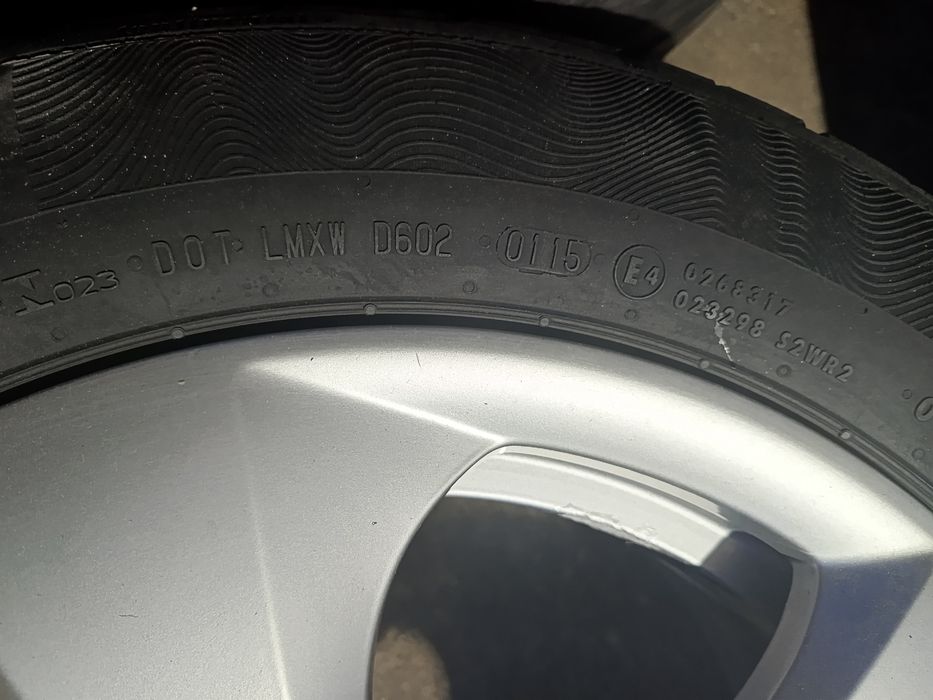 023 DOT LMXW D602 0115 E4
0268317
023298 S2WR2